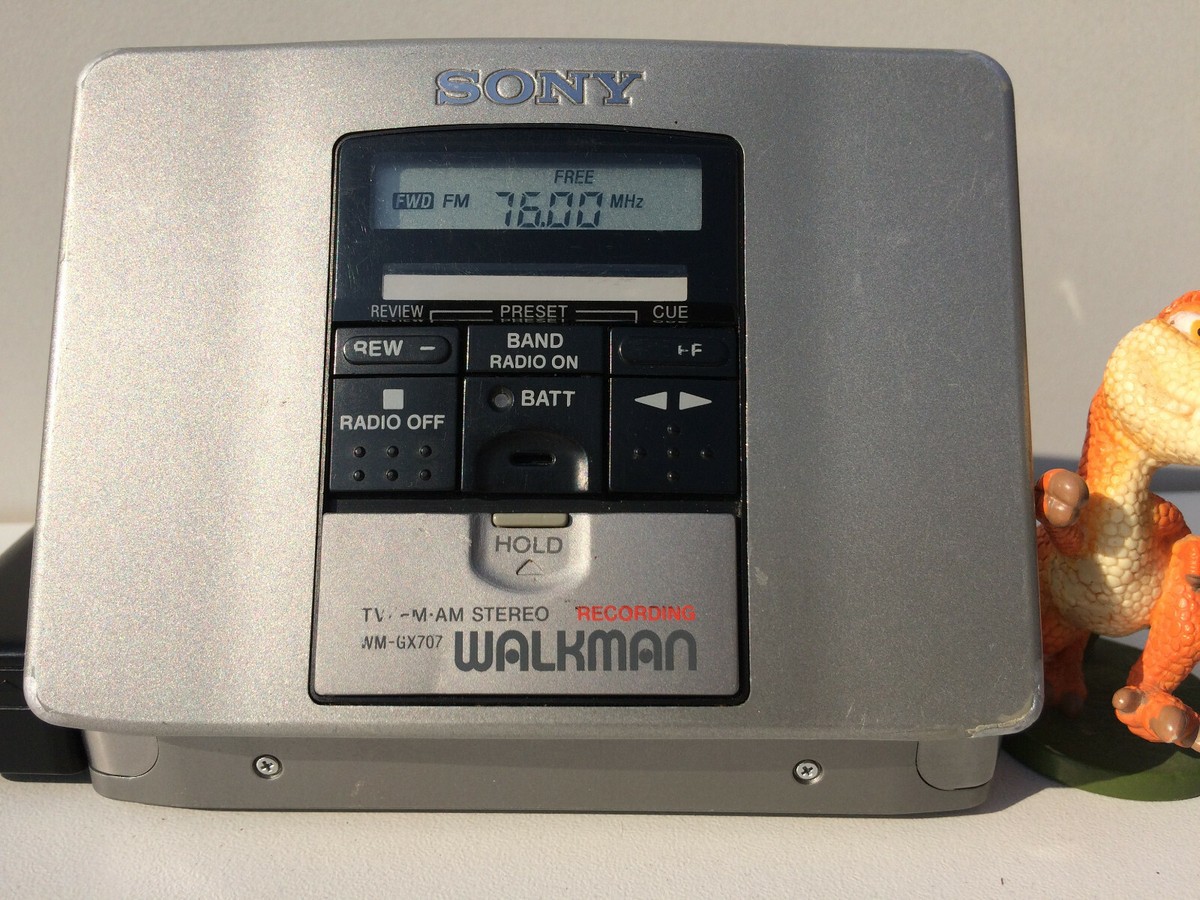 SONY
FREE
FWD FM 76.00 MHz
REVIEW PRESET CUE
REW − BAND
RADIO ON
BATT
RADIO OFF
HOLD
AM STEREO RECORDING
WM-GX707 WALKMAN